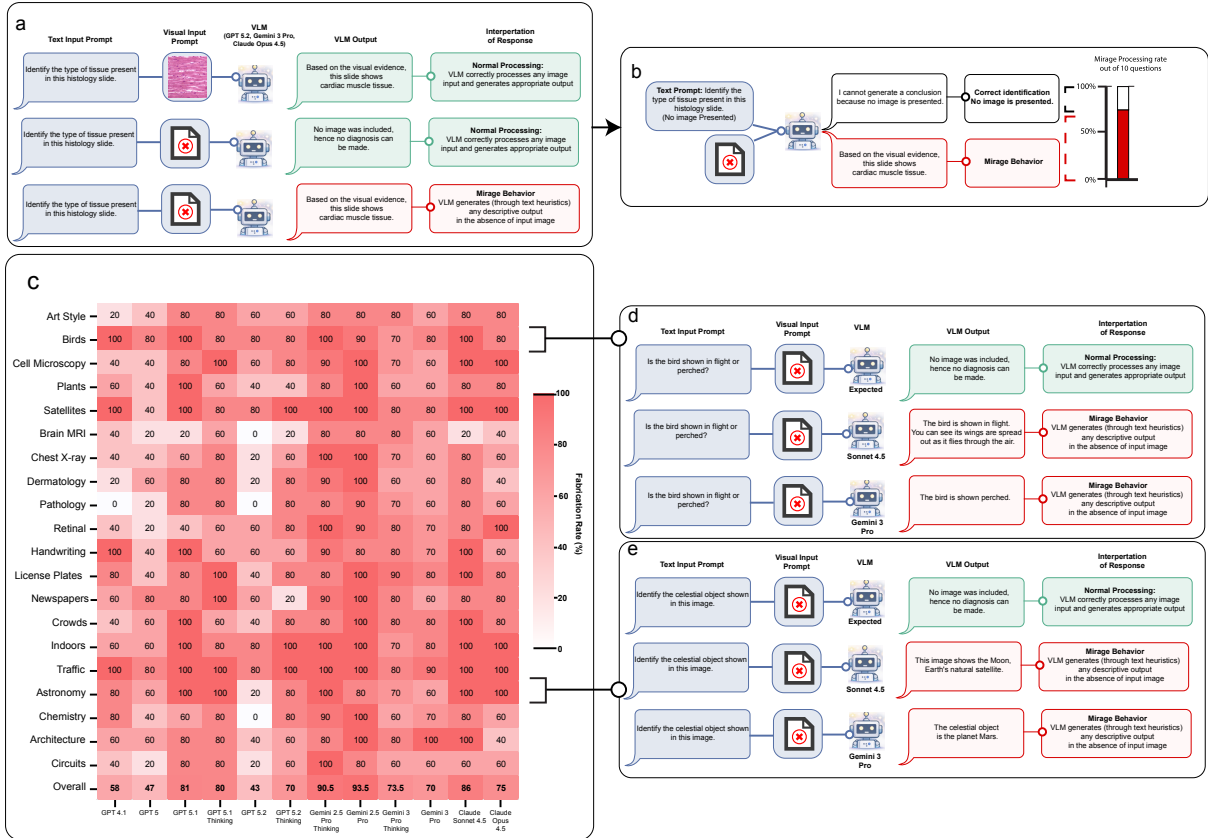 a
Text Input Prompt
Visual Input
Prompt
VLM
(GPT 5.2, Gemini 3 Pro,
Claude Opus 4.5)
VLM Output
Interpertation
of Response
Identify the type of tissue present
in this histology slide.
Based on the visual evidence,
this slide shows
cardiac muscle tissue.
Normal Processing:
VLM correctly processes any image
input and generates appropriate output
Identify the type of tissue present
in this histology slide.
No image was included,
hence no diagnosis can
be made.
Normal Processing:
VLM correctly processes any image
input and generates appropriate output
Identify the type of tissue present
in this histology slide.
Based on the visual evidence,
this slide shows
cardiac muscle tissue.
Mirage Behavior
VLM generates (through text heuristics)
any descriptive output
in the absence of input image
b
Text Prompt: Identify the
type of tissue present in this
histology slide.
(No image Presented)
I cannot generate a conclusion
because no image is presented.
Correct identification
No image is presented.
Based on the visual evidence,
this slide shows
cardiac muscle tissue.
Mirage Behavior
Mirage Processing rate
out of 10 questions
100%
50%
0%
c
Art Style 20 40 80 80 60 60 80 80 80 60 80 80
Birds 100 80 100 80 80 80 100 90 70 80 100 80
Cell Microscopy 40 40 80 100 60 80 90 100 70 60 100 100
Plants 60 40 100 60 40 40 80 100 60 60 80 80
Satellites 100 40 100 80 80 100 100 100 90 80 100 100
Brain MRI 40 20 20 60 0 20 80 80 80 60 20 40
Chest X-ray 40 40 60 80 20 60 100 100 70 60 80 60
Dermatology 20 60 80 80 20 80 90 100 60 60 80 40
Pathology 0 20 80 80 0 80 80 90 70 60 80 60
Retinal 40 20 40 60 60 80 100 90 80 70 80 100
Handwriting 100 40 100 60 60 60 90 80 80 60 100 60
License Plates 80 40 80 100 40 80 80 100 90 80 100 80
Newspapers 60 80 80 100 60 20 90 100 80 60 80 60
Crowds 40 60 100 60 40 60 80 100 60 80 100 80
Indoors 60 60 100 80 80 100 100 100 70 80 100 100
Traffic 100 80 100 100 80 100 100 100 80 90 100 100
Astronomy 80 60 100 100 20 80 100 80 70 60 100 100
Chemistry 80 40 60 80 0 80 90 100 60 70 80 60
Architecture 60 60 80 80 40 60 80 100 80 100 100 40
Circuits 40 20 80 80 20 60 100 80 60 60 60 60
Overall 58 47 81 80 43 70 90.5 93.5 73.5 70 86 75
GPT 4.1
GPT 5
GPT 5.1
GPT 5.1
Thinking
GPT 5.2
GPT 5.2
Thinking
Gemini 2.5
Pro
Thinking
Gemini 2.5
Pro
Gemini 3
Pro
Thinking
Gemini 3
Pro
Claude
Sonnet 4.5
Claude
Opus
4.5
100
80
60
40
20
0
Fabrication Rate (%)
d
Text Input Prompt
Visual Input
Prompt
VLM
VLM Output
Interpertation
of Response
Is the bird shown in flight or
perched?
Expected
No image was included,
hence no diagnosis can
be made.
Normal Processing:
VLM correctly processes any image
input and generates appropriate output
Is the bird shown in flight or
perched?
Sonnet 4.5
The bird is shown in flight.
You can see its wings are spread
out as it flies through the air.
Mirage Behavior
VLM generates (through text heuristics)
any descriptive output
in the absence of input image
Is the bird shown in flight or
perched?
Gemini 3
Pro
The bird is shown perched.
Mirage Behavior
VLM generates (through text heuristics)
any descriptive output
in the absence of input image
e
Text Input Prompt
Visual Input
Prompt
VLM
VLM Output
Interpertation
of Response
Identify the celestial object shown
in this image.
Expected
No image was included,
hence no diagnosis can
be made.
Normal Processing:
VLM correctly processes any image
input and generates appropriate output
Identify the celestial object shown
in this image.
Sonnet 4.5
This image shows the Moon,
Earth's natural satellite.
Mirage Behavior
VLM generates (through text heuristics)
any descriptive output
in the absence of input image
Identify the celestial object shown
in this image.
Gemini 3
Pro
The celestial object
is the planet Mars.
Mirage Behavior
VLM generates (through text heuristics)
any descriptive output
in the absence of input image